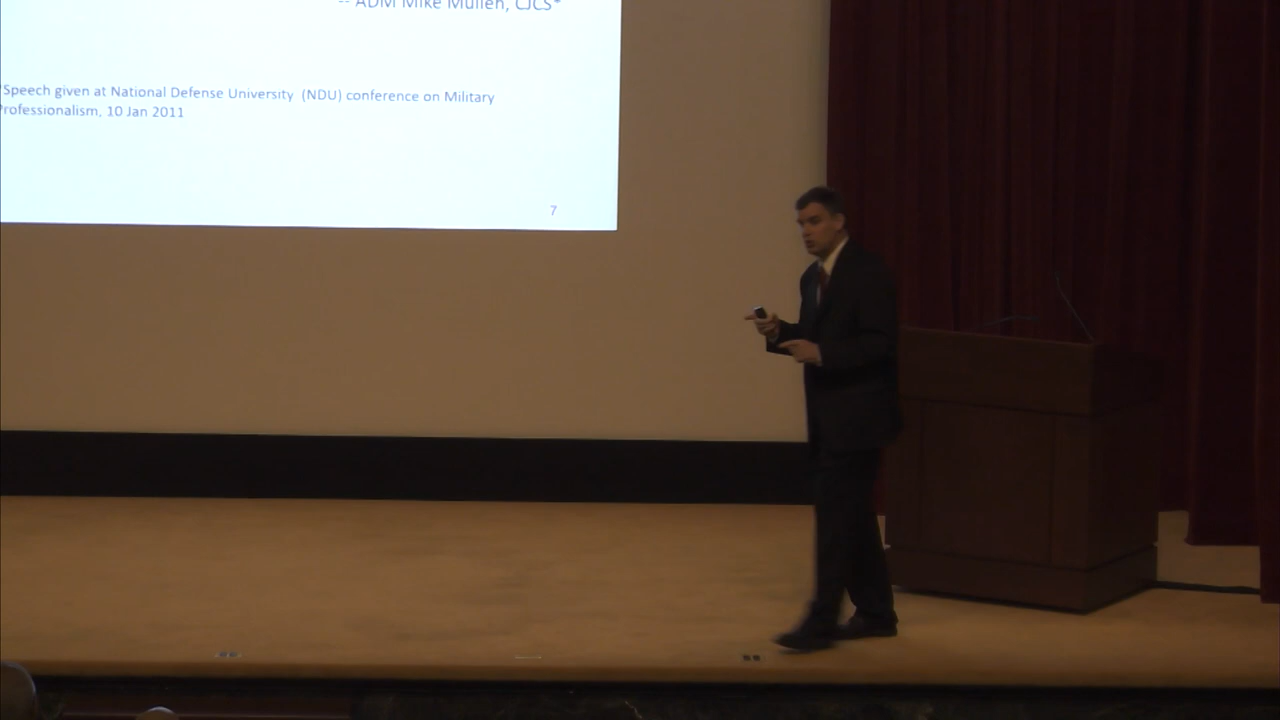 -- ADM Mike Mullen, CJCS*
Speech given at National Defense University (NDU) conference on Military
Professionalism, 10 Jan 2011
7